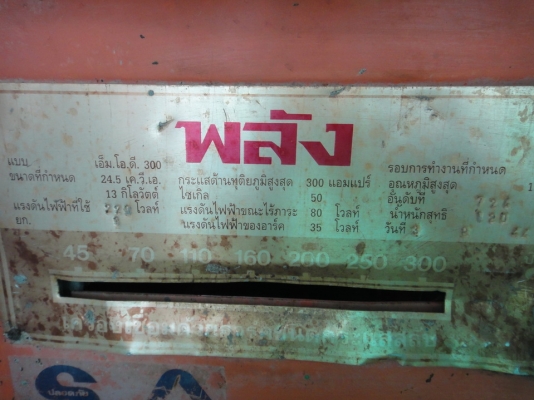 พลัง
แบบ เอ็ม.โอ.ดี. 300
ขนาดที่กำหนด 24.5 เค.วี.เอ.
13 กิโลวัตต์
แรงดันไฟฟ้าที่ใช้ 220 โวลท์
ยก.
กระแสด้านทุติยภูมิสูงสุด 300 แอมแปร์
ไซเกิล 50
แรงดันไฟฟ้าขณะไร้ภาระ 80 โวลท์
แรงดันไฟฟ้าของอาร์ค 35 โวลท์
รอบการทำงานที่กำหนด
อุณหภูมิสูงสุด 1
อันดับที่
น้ำหนักสุทธิ
วันที่
45 70 110 160 200 250 300